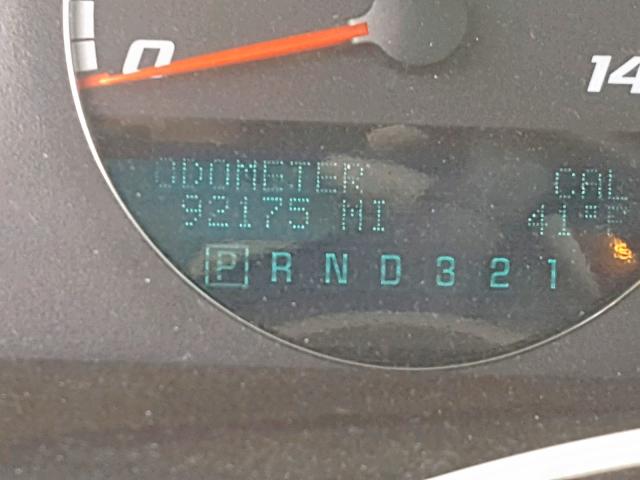 0
14
ODOMETER CAL
92175 MI 41°F
P R N D 3 2 1